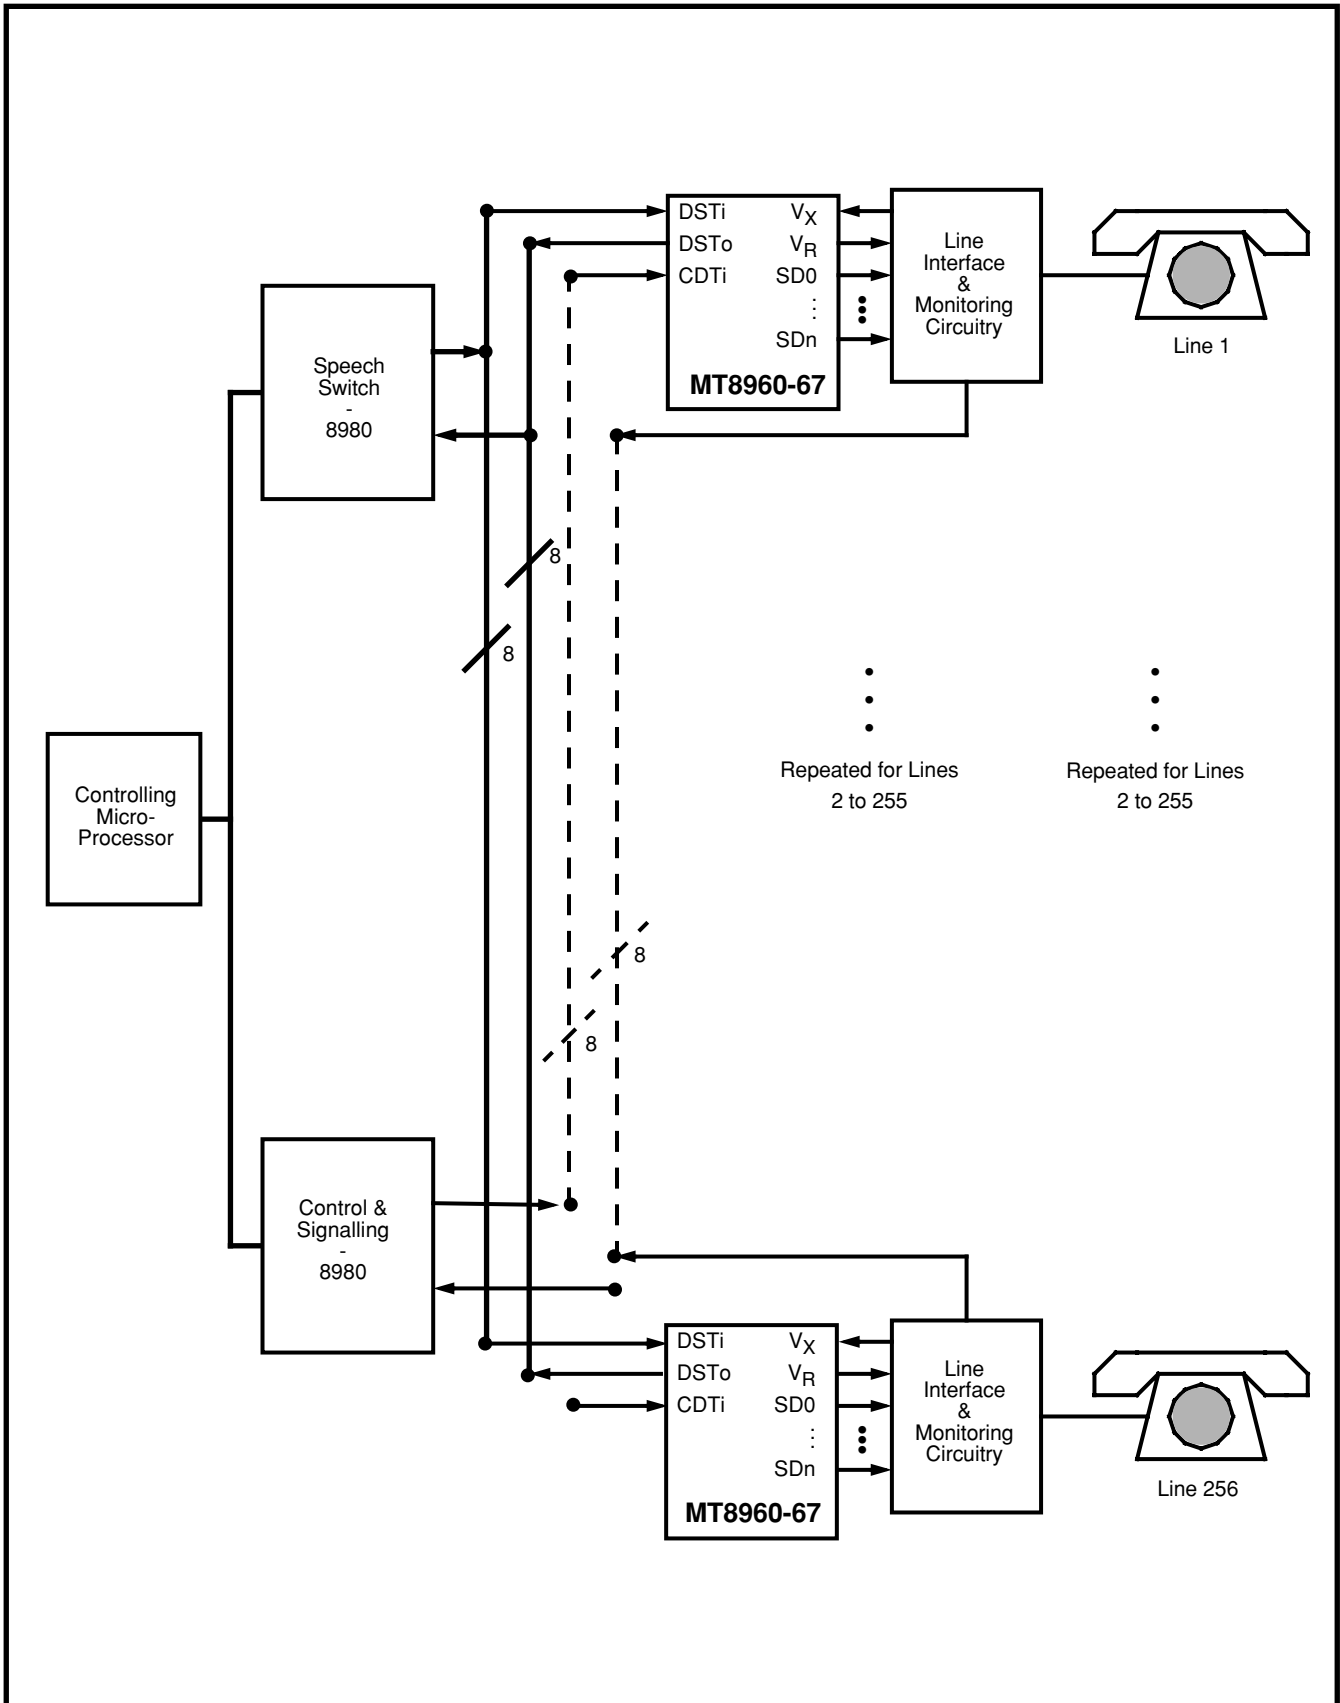 DSTi
DSTo
CDTi
VX
VR
SD0
SDn
MT8960-67
Line
Interface
&
Monitoring
Circuitry
Line 1
Speech
Switch
-
8980
8
8
Repeated for Lines
2 to 255
Repeated for Lines
2 to 255
Controlling
Micro-
Processor
8
8
Control &
Signalling
-
8980
DSTi
DSTo
CDTi
VX
VR
SD0
SDn
MT8960-67
Line
Interface
&
Monitoring
Circuitry
Line 256